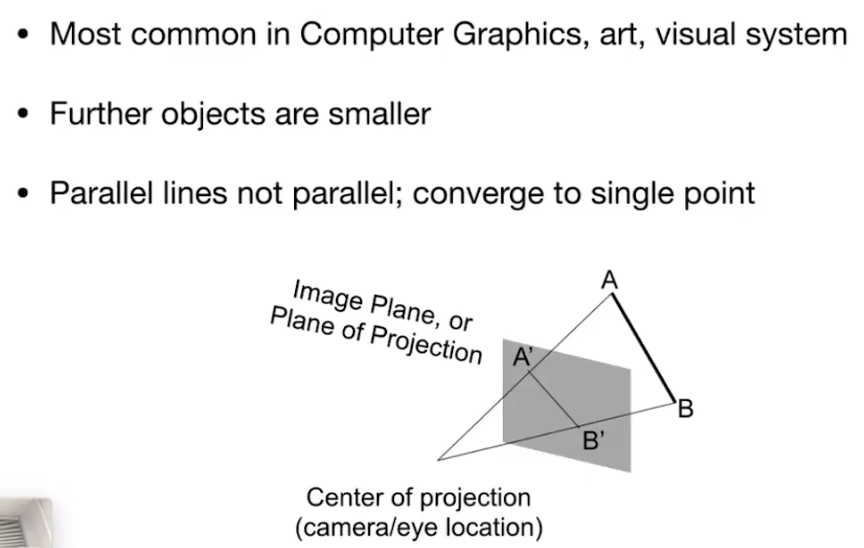 • Most common in Computer Graphics, art, visual system
• Further objects are smaller
• Parallel lines not parallel; converge to single point
A
Image Plane, or
Plane of Projection
A’
B
B’
Center of projection
(camera/eye location)